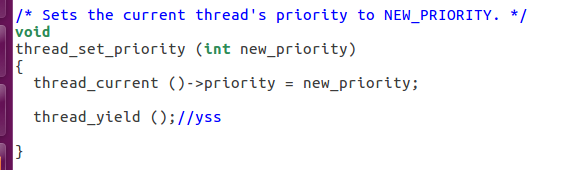 /* Sets the current thread's priority to NEW_PRIORITY. */
void
thread_set_priority (int new_priority)
{
  thread_current ()->priority = new_priority;
  thread_yield ();//yss
}